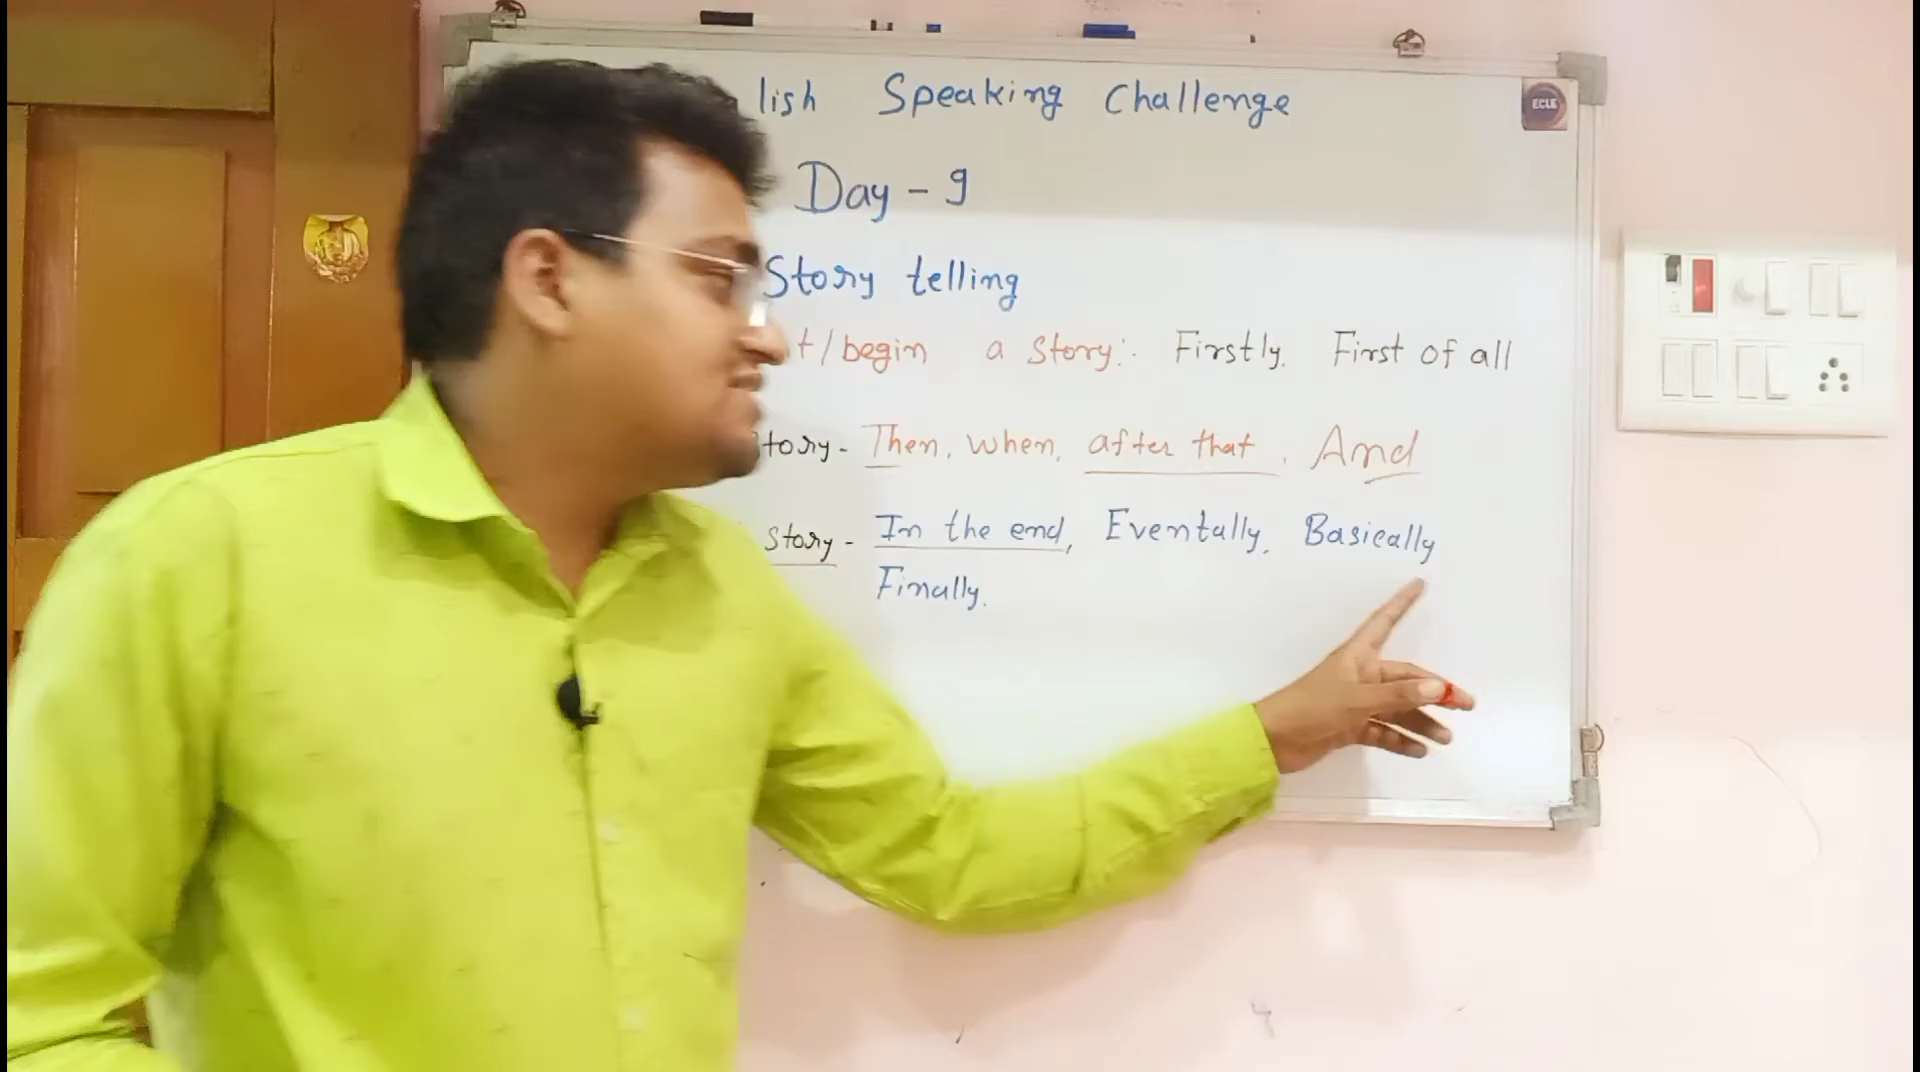 lish Speaking Challenge
ECLE
Day - 9
Story telling
t/begin a story:- Firstly. First of all
tory - Then, when, after that, And
story - In the end, Eventally, Basically
Finally.